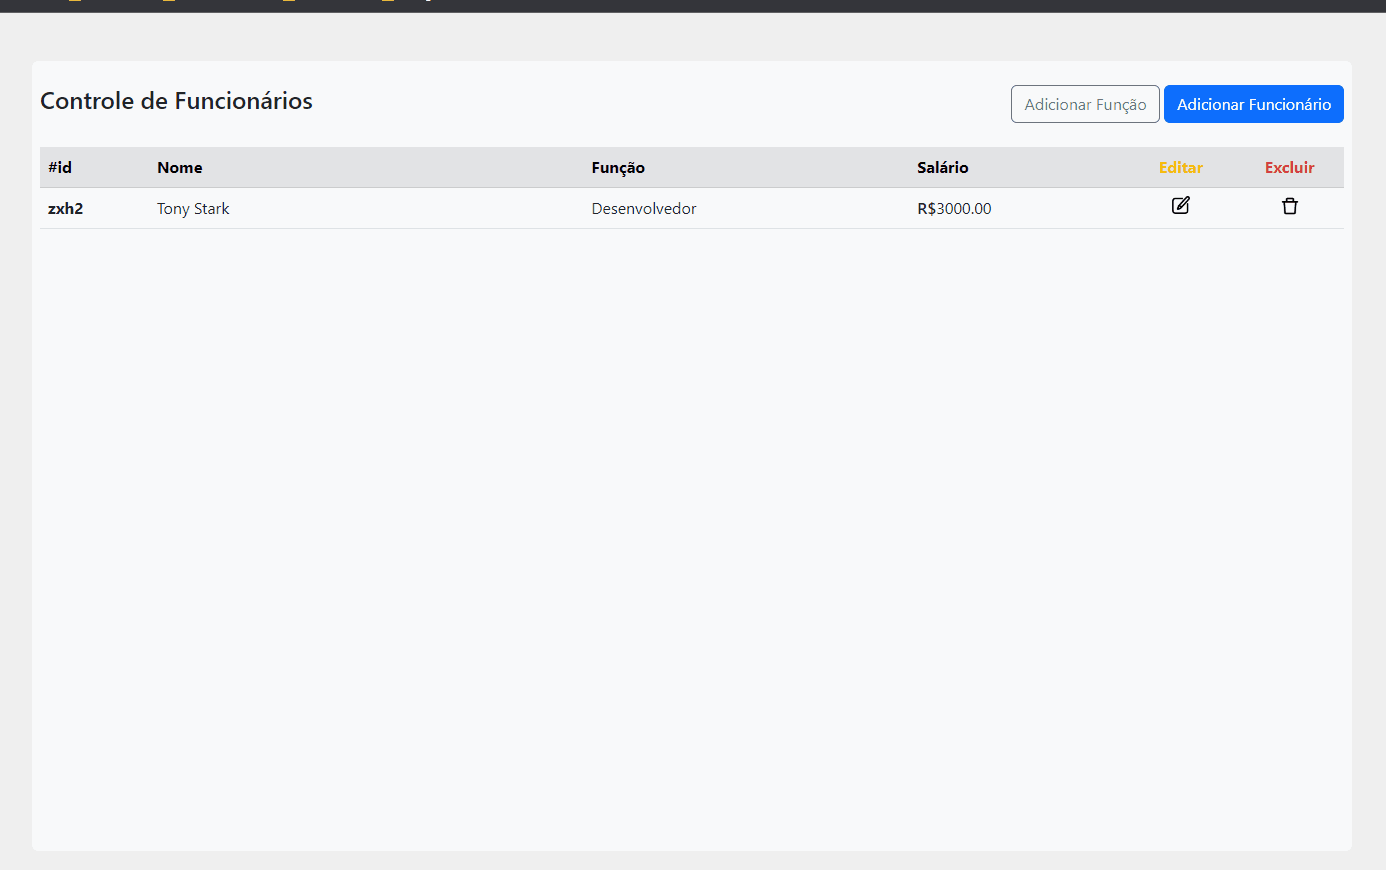 Controle de Funcionários
Adicionar Função Adicionar Funcionário
#id Nome Função Salário Editar Excluir
zxh2 Tony Stark Desenvolvedor R$3000.00